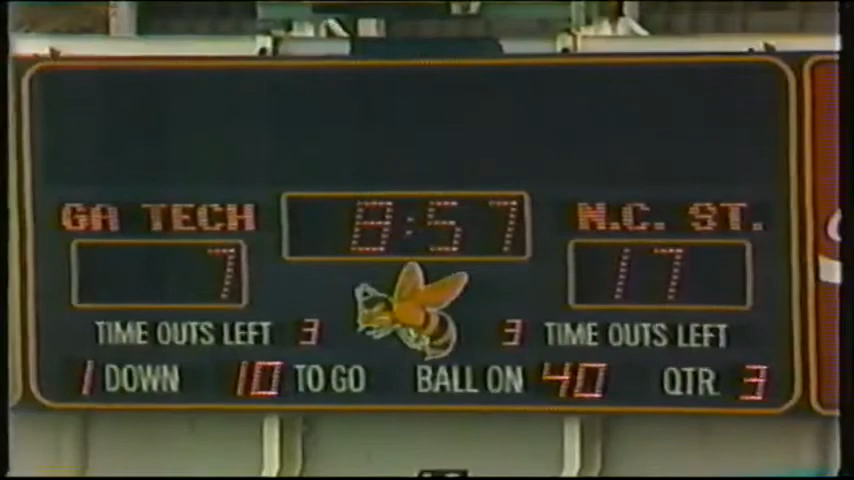 GA TECH 8:57 N.C. ST.
7 17
TIME OUTS LEFT 3 3 TIME OUTS LEFT
1 DOWN 10 TO GO BALL ON 40 QTR 3